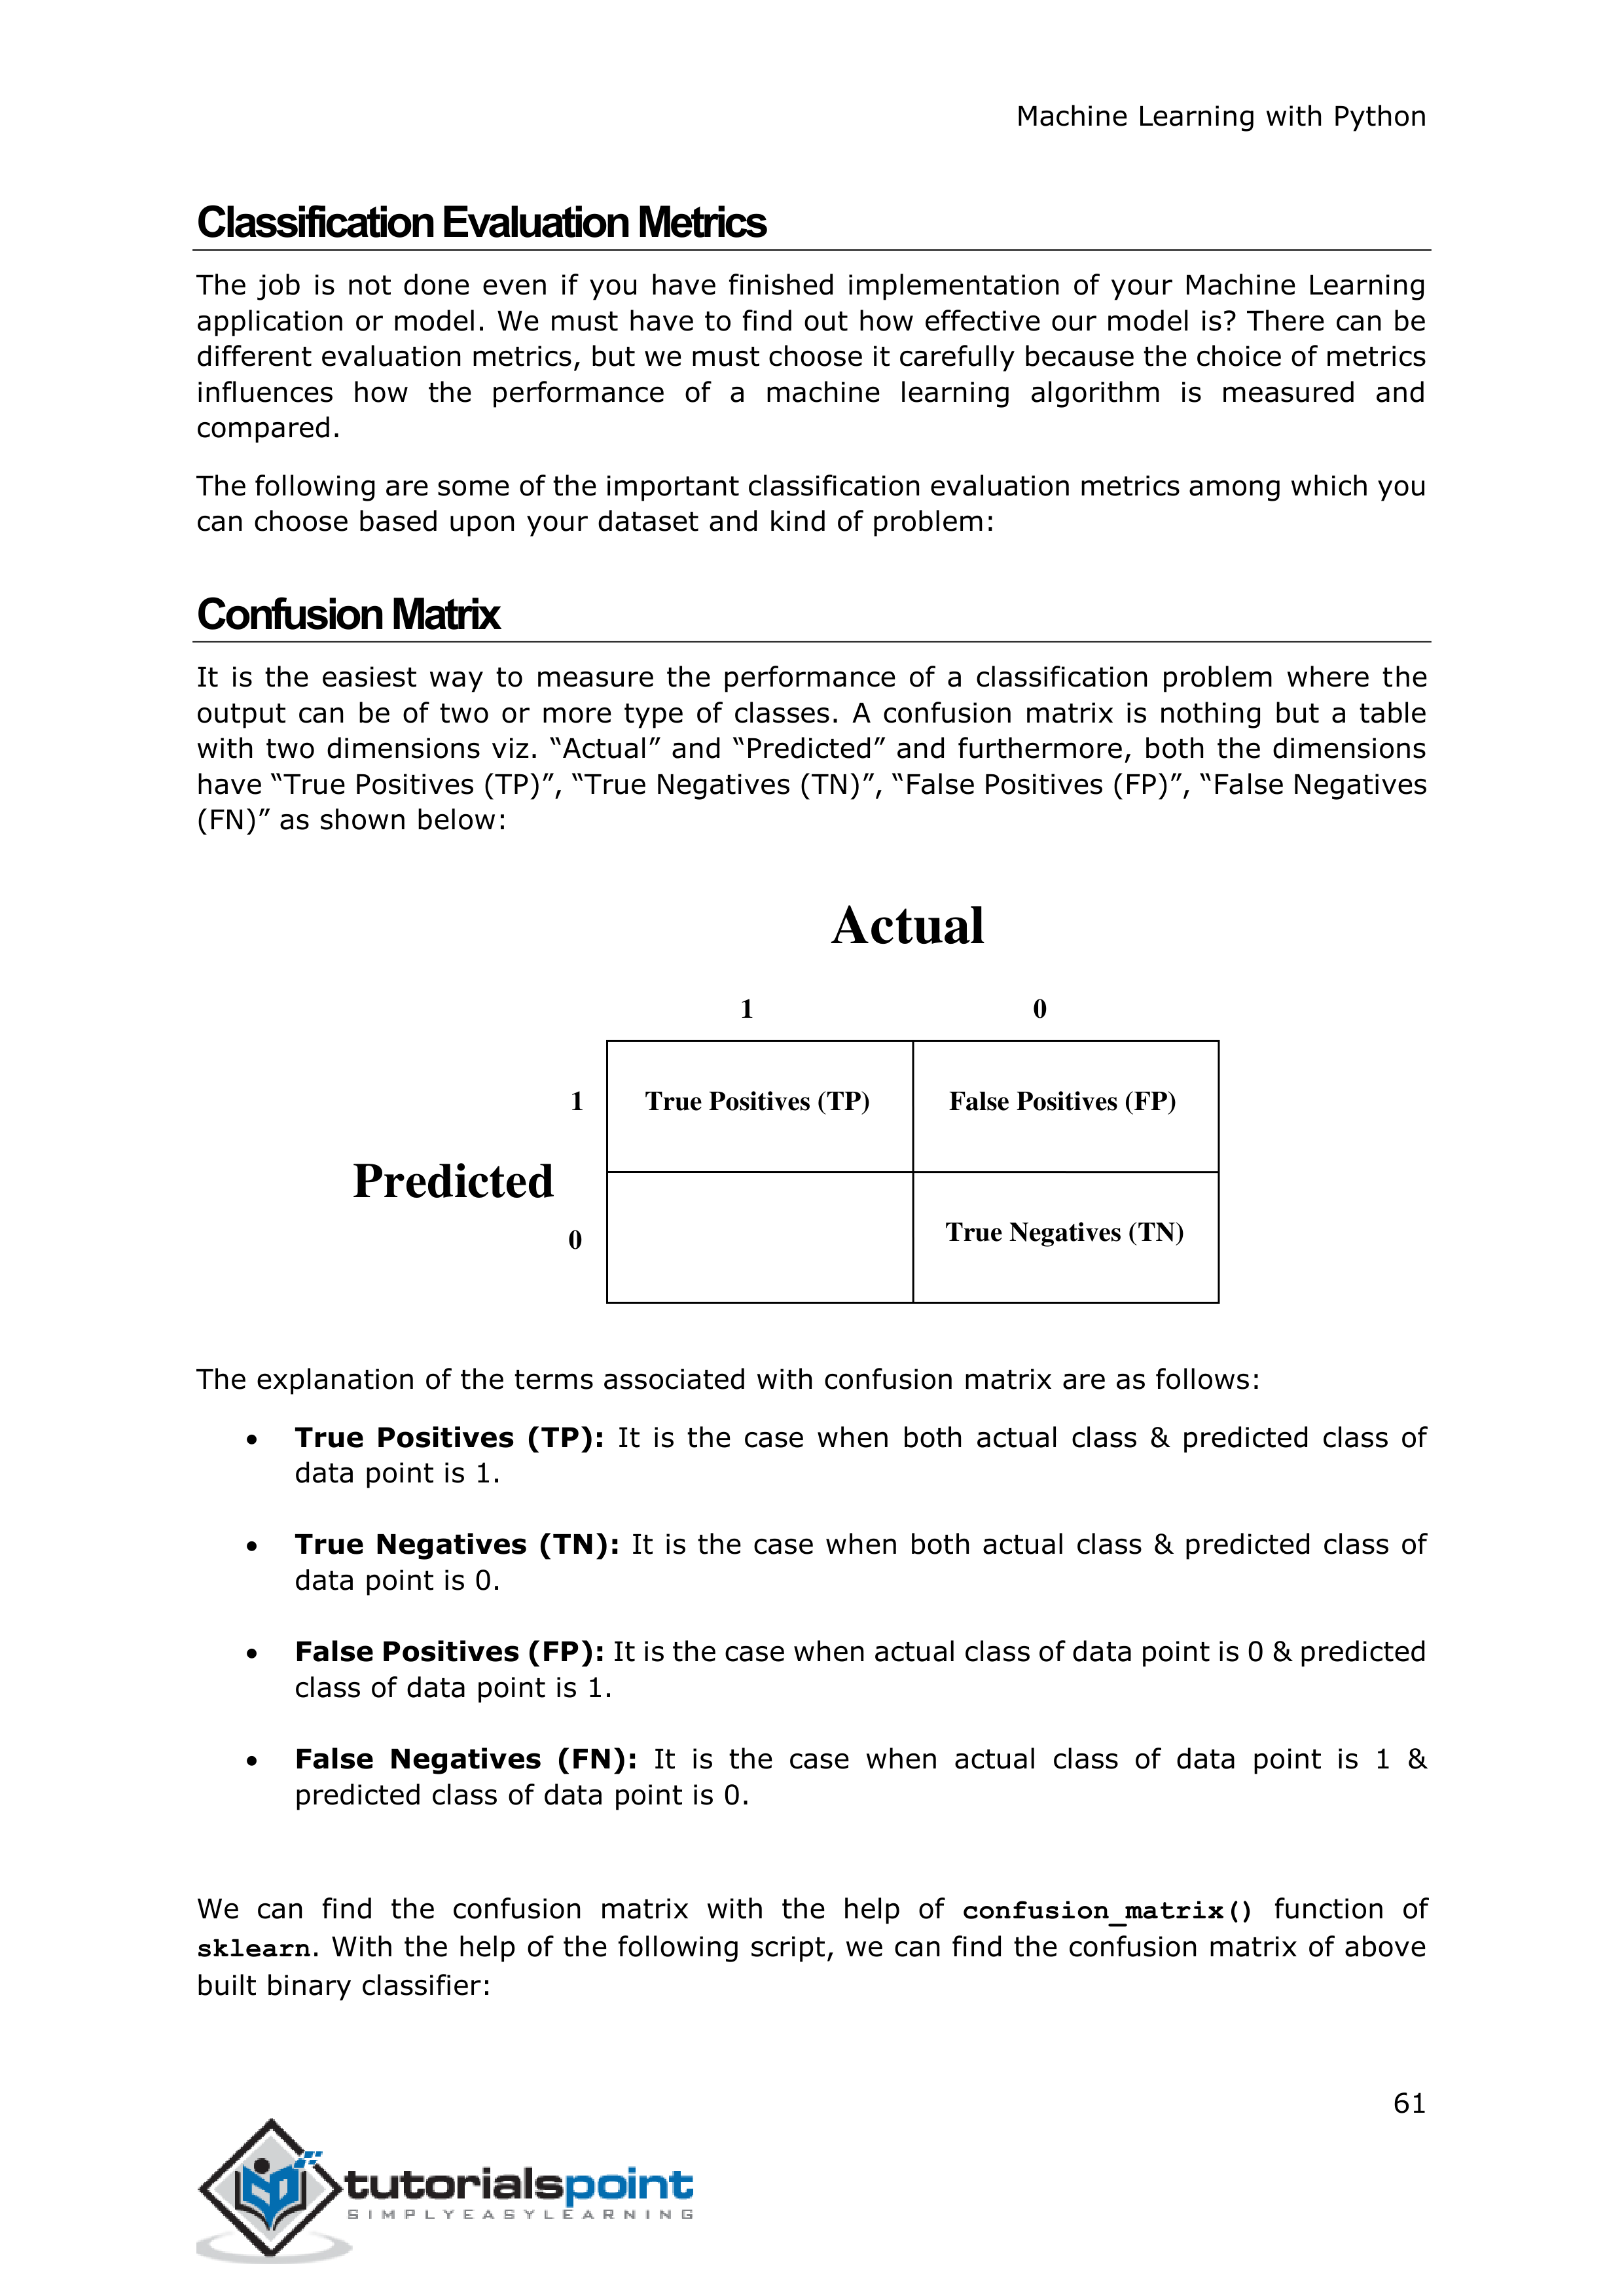 Machine Learning with Python
Classification Evaluation Metrics
The job is not done even if you have finished implementation of your Machine Learning
application or model. We must have to find out how effective our model is? There can be
different evaluation metrics, but we must choose it carefully because the choice of metrics
influences how the performance of a machine learning algorithm is measured and
compared.
The following are some of the important classification evaluation metrics among which you
can choose based upon your dataset and kind of problem:
Confusion Matrix
It is the easiest way to measure the performance of a classification problem where the
output can be of two or more type of classes. A confusion matrix is nothing but a table
with two dimensions viz. “Actual” and “Predicted” and furthermore, both the dimensions
have “True Positives (TP)”, “True Negatives (TN)”, “False Positives (FP)”, “False Negatives
(FN)” as shown below:
Actual
1 0
1 True Positives (TP) False Positives (FP)
Predicted
0 True Negatives (TN)
The explanation of the terms associated with confusion matrix are as follows:
• True Positives (TP): It is the case when both actual class & predicted class of
data point is 1.
• True Negatives (TN): It is the case when both actual class & predicted class of
data point is 0.
• False Positives (FP): It is the case when actual class of data point is 0 & predicted
class of data point is 1.
• False Negatives (FN): It is the case when actual class of data point is 1 &
predicted class of data point is 0.
We can find the confusion matrix with the help of confusion_matrix() function of
sklearn. With the help of the following script, we can find the confusion matrix of above
built binary classifier:
61
tutorialspoint
SIMPLYEASYLEARNING